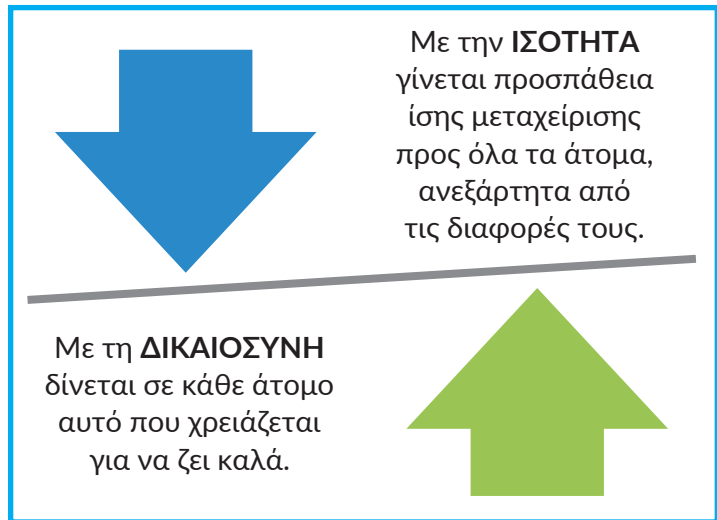 Με την ΙΣΟΤΗΤΑ
γίνεται προσπάθεια
ίσης μεταχείρισης
προς όλα τα άτομα,
ανεξάρτητα από
τις διαφορές τους.
Με τη ΔΙΚΑΙΟΣΥΝΗ
δίνεται σε κάθε άτομο
αυτό που χρειάζεται
για να ζει καλά.